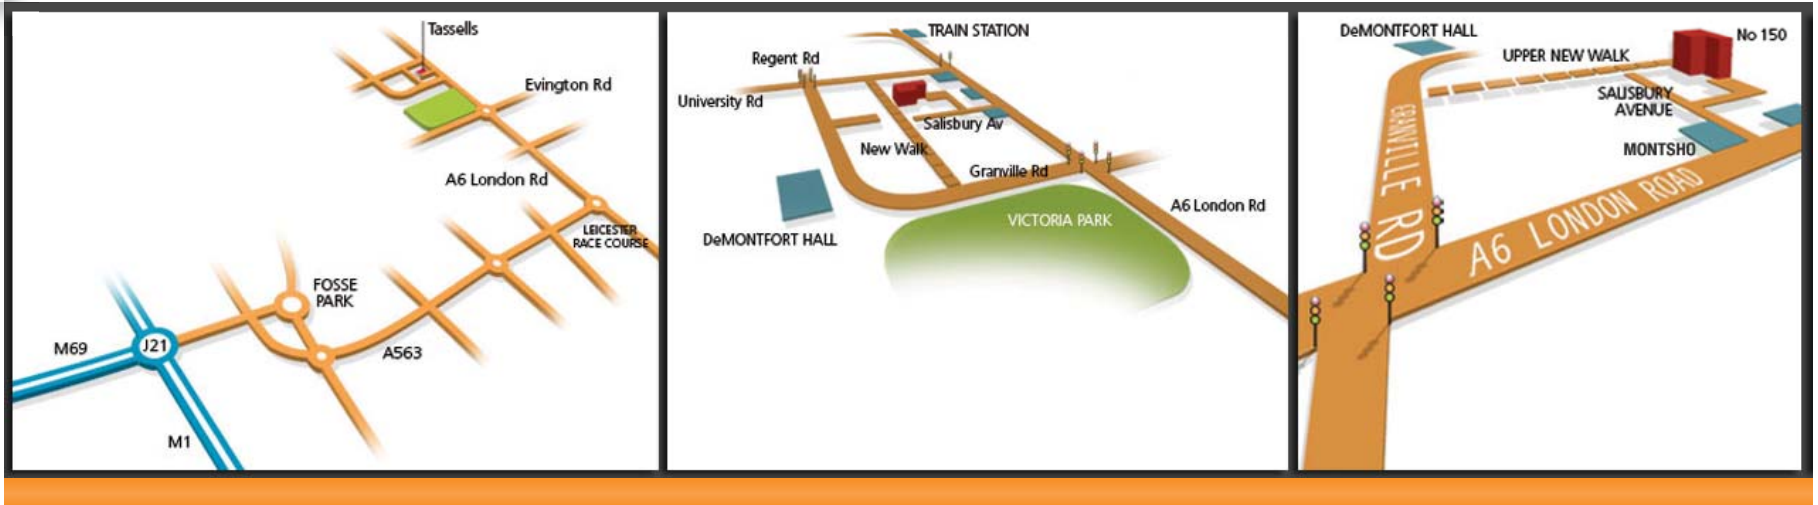 Tassells
Evington Rd
A6 London Rd
LEICESTER
RACE COURSE
FOSSE
PARK
J21
M69
A563
M1
TRAIN STATION
Regent Rd
University Rd
Salisbury Av
New Walk
Granville Rd
A6 London Rd
VICTORIA PARK
DeMONTFORT HALL
DeMONTFORT HALL
No 150
UPPER NEW WALK
SALISBURY
AVENUE
MONTSHO
GRANVILLE RD
A6 LONDON ROAD